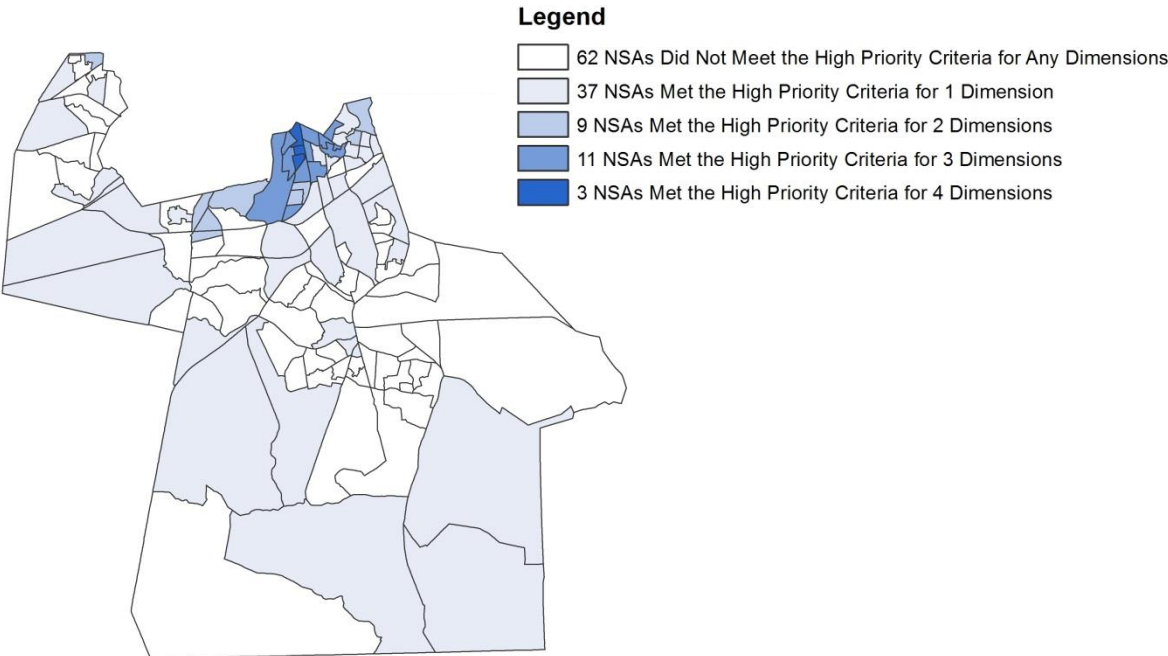 Legend
62 NSAs Did Not Meet the High Priority Criteria for Any Dimensions
37 NSAs Met the High Priority Criteria for 1 Dimension
9 NSAs Met the High Priority Criteria for 2 Dimensions
11 NSAs Met the High Priority Criteria for 3 Dimensions
3 NSAs Met the High Priority Criteria for 4 Dimensions